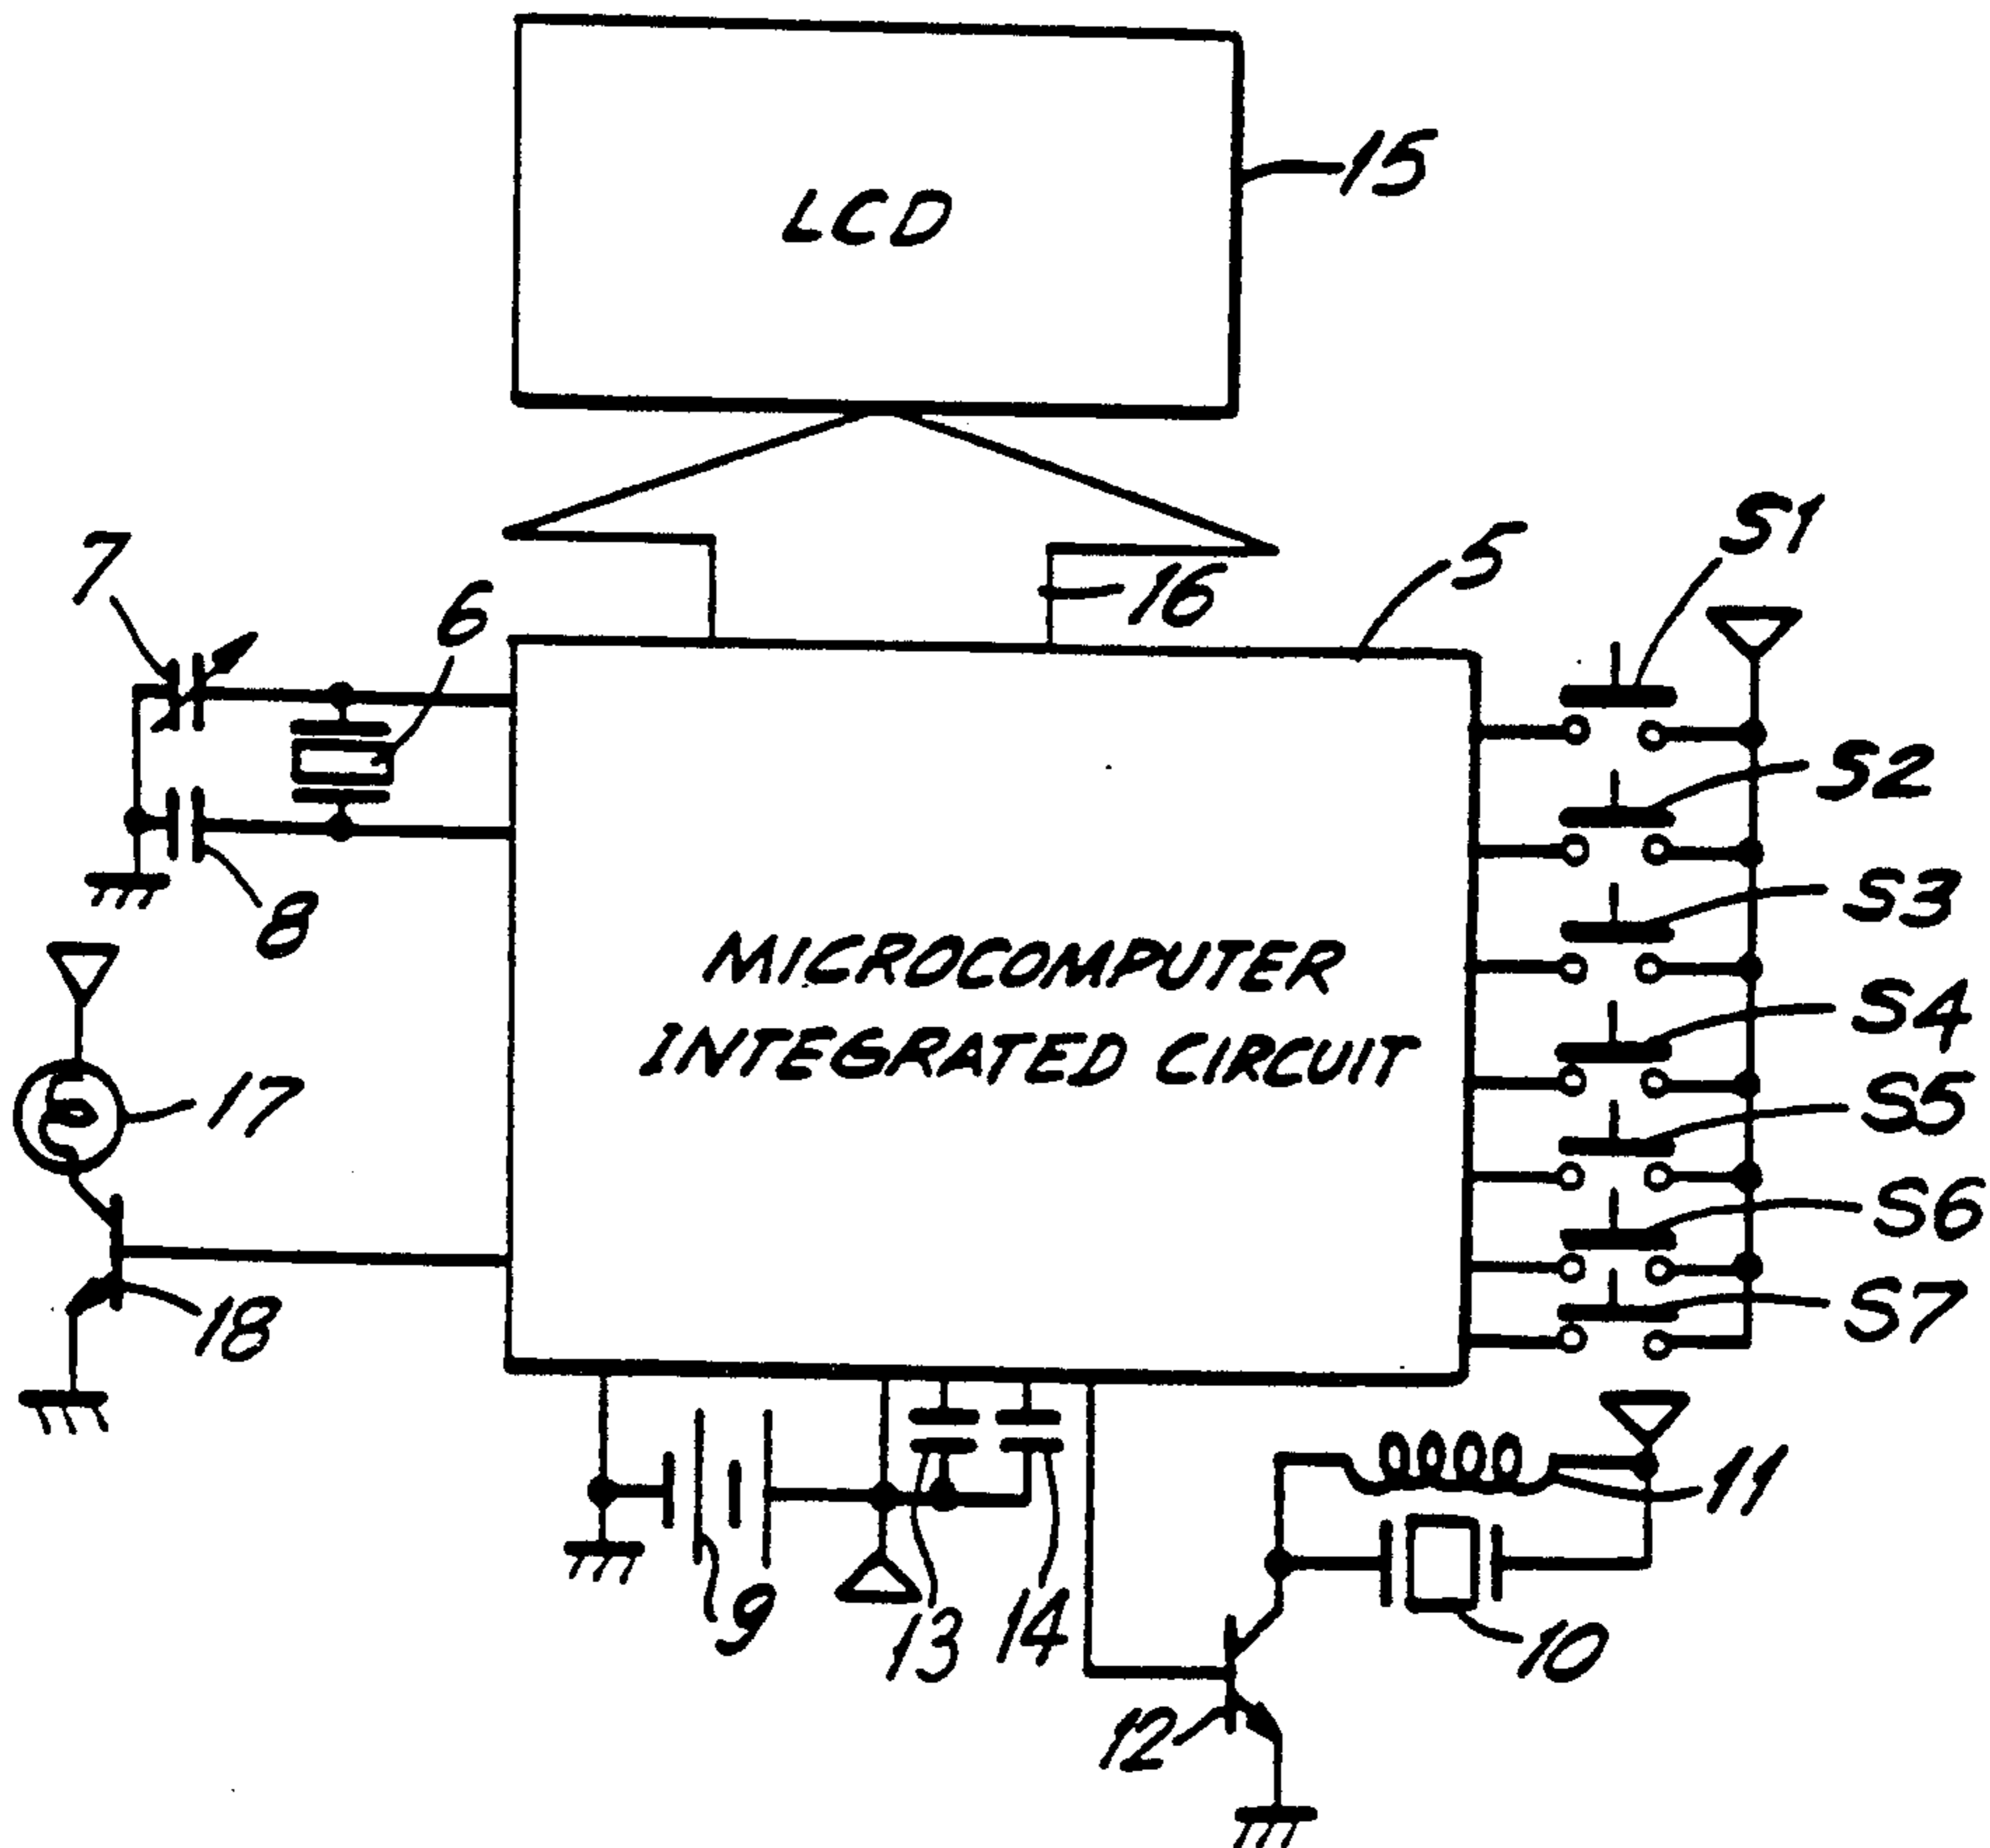 LCD
15
16
5
S1
7
6
S2
8
S3
MICROCOMPUTER
INTEGRATED CIRCUIT
S4
17
S5
S6
18
S7
11
9
13
14
10
12